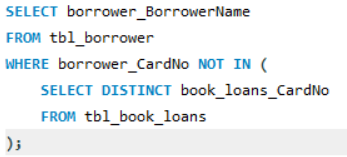 SELECT borrower_BorrowerName
FROM tbl_borrower
WHERE borrower_CardNo NOT IN (
    SELECT DISTINCT book_loans_CardNo
    FROM tbl_book_loans
);